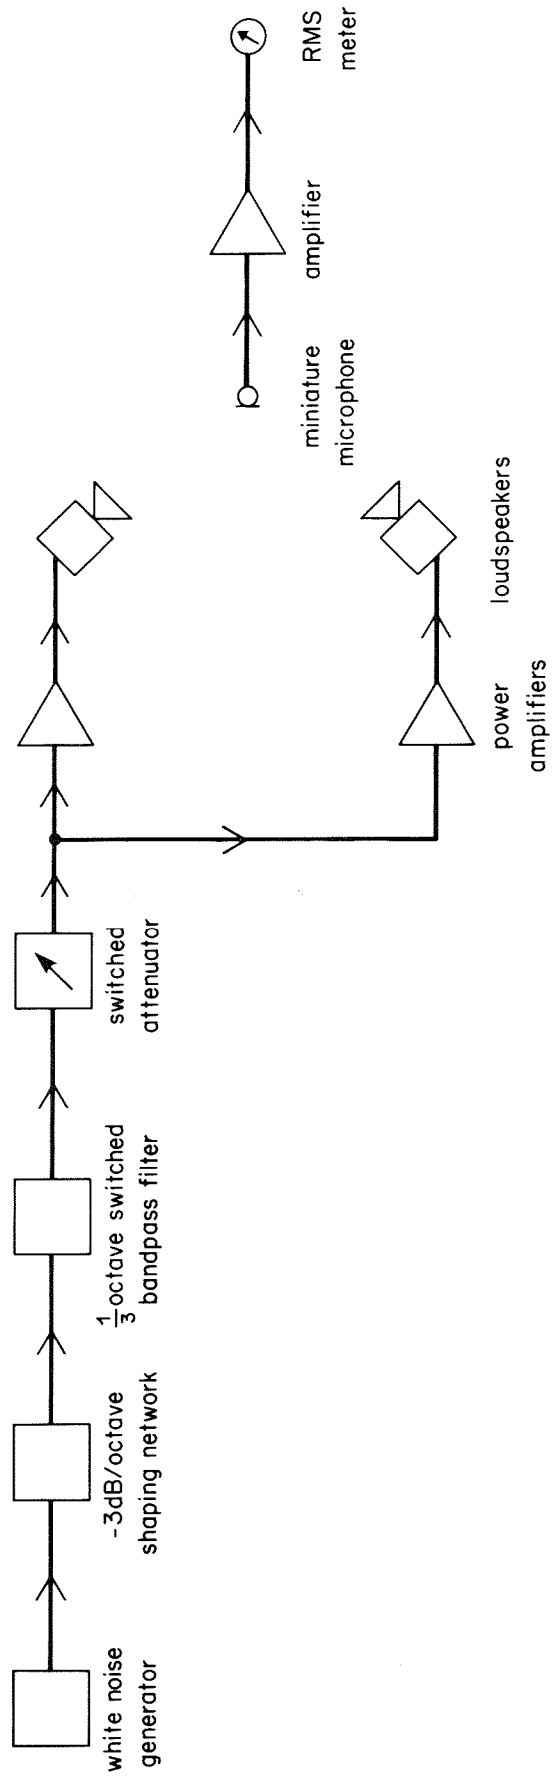 white noise
generator
-3dB/octave
shaping network
1/3 octave switched
bandpass filter
switched
attenuator
power
amplifiers
loudspeakers
miniature
microphone
amplifier
RMS
meter